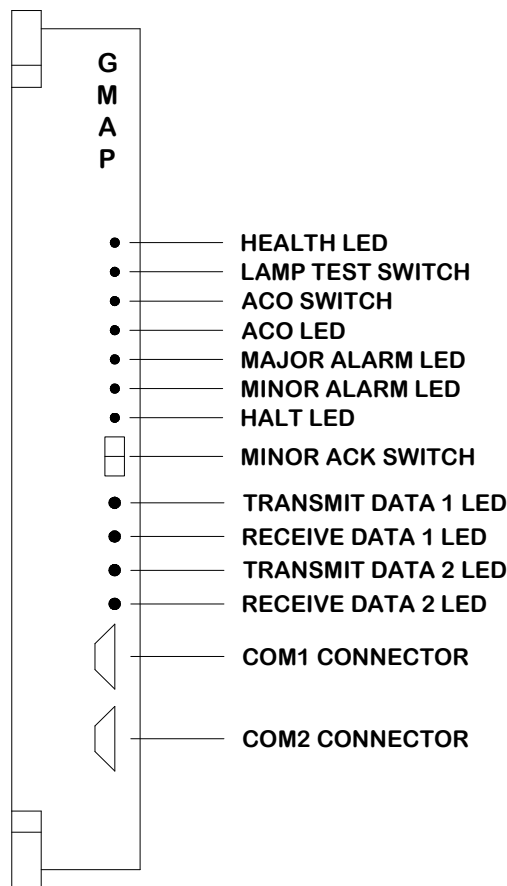 G
M
A
P
HEALTH LED
LAMP TEST SWITCH
ACO SWITCH
ACO LED
MAJOR ALARM LED
MINOR ALARM LED
HALT LED
MINOR ACK SWITCH
TRANSMIT DATA 1 LED
RECEIVE DATA 1 LED
TRANSMIT DATA 2 LED
RECEIVE DATA 2 LED
COM1 CONNECTOR
COM2 CONNECTOR